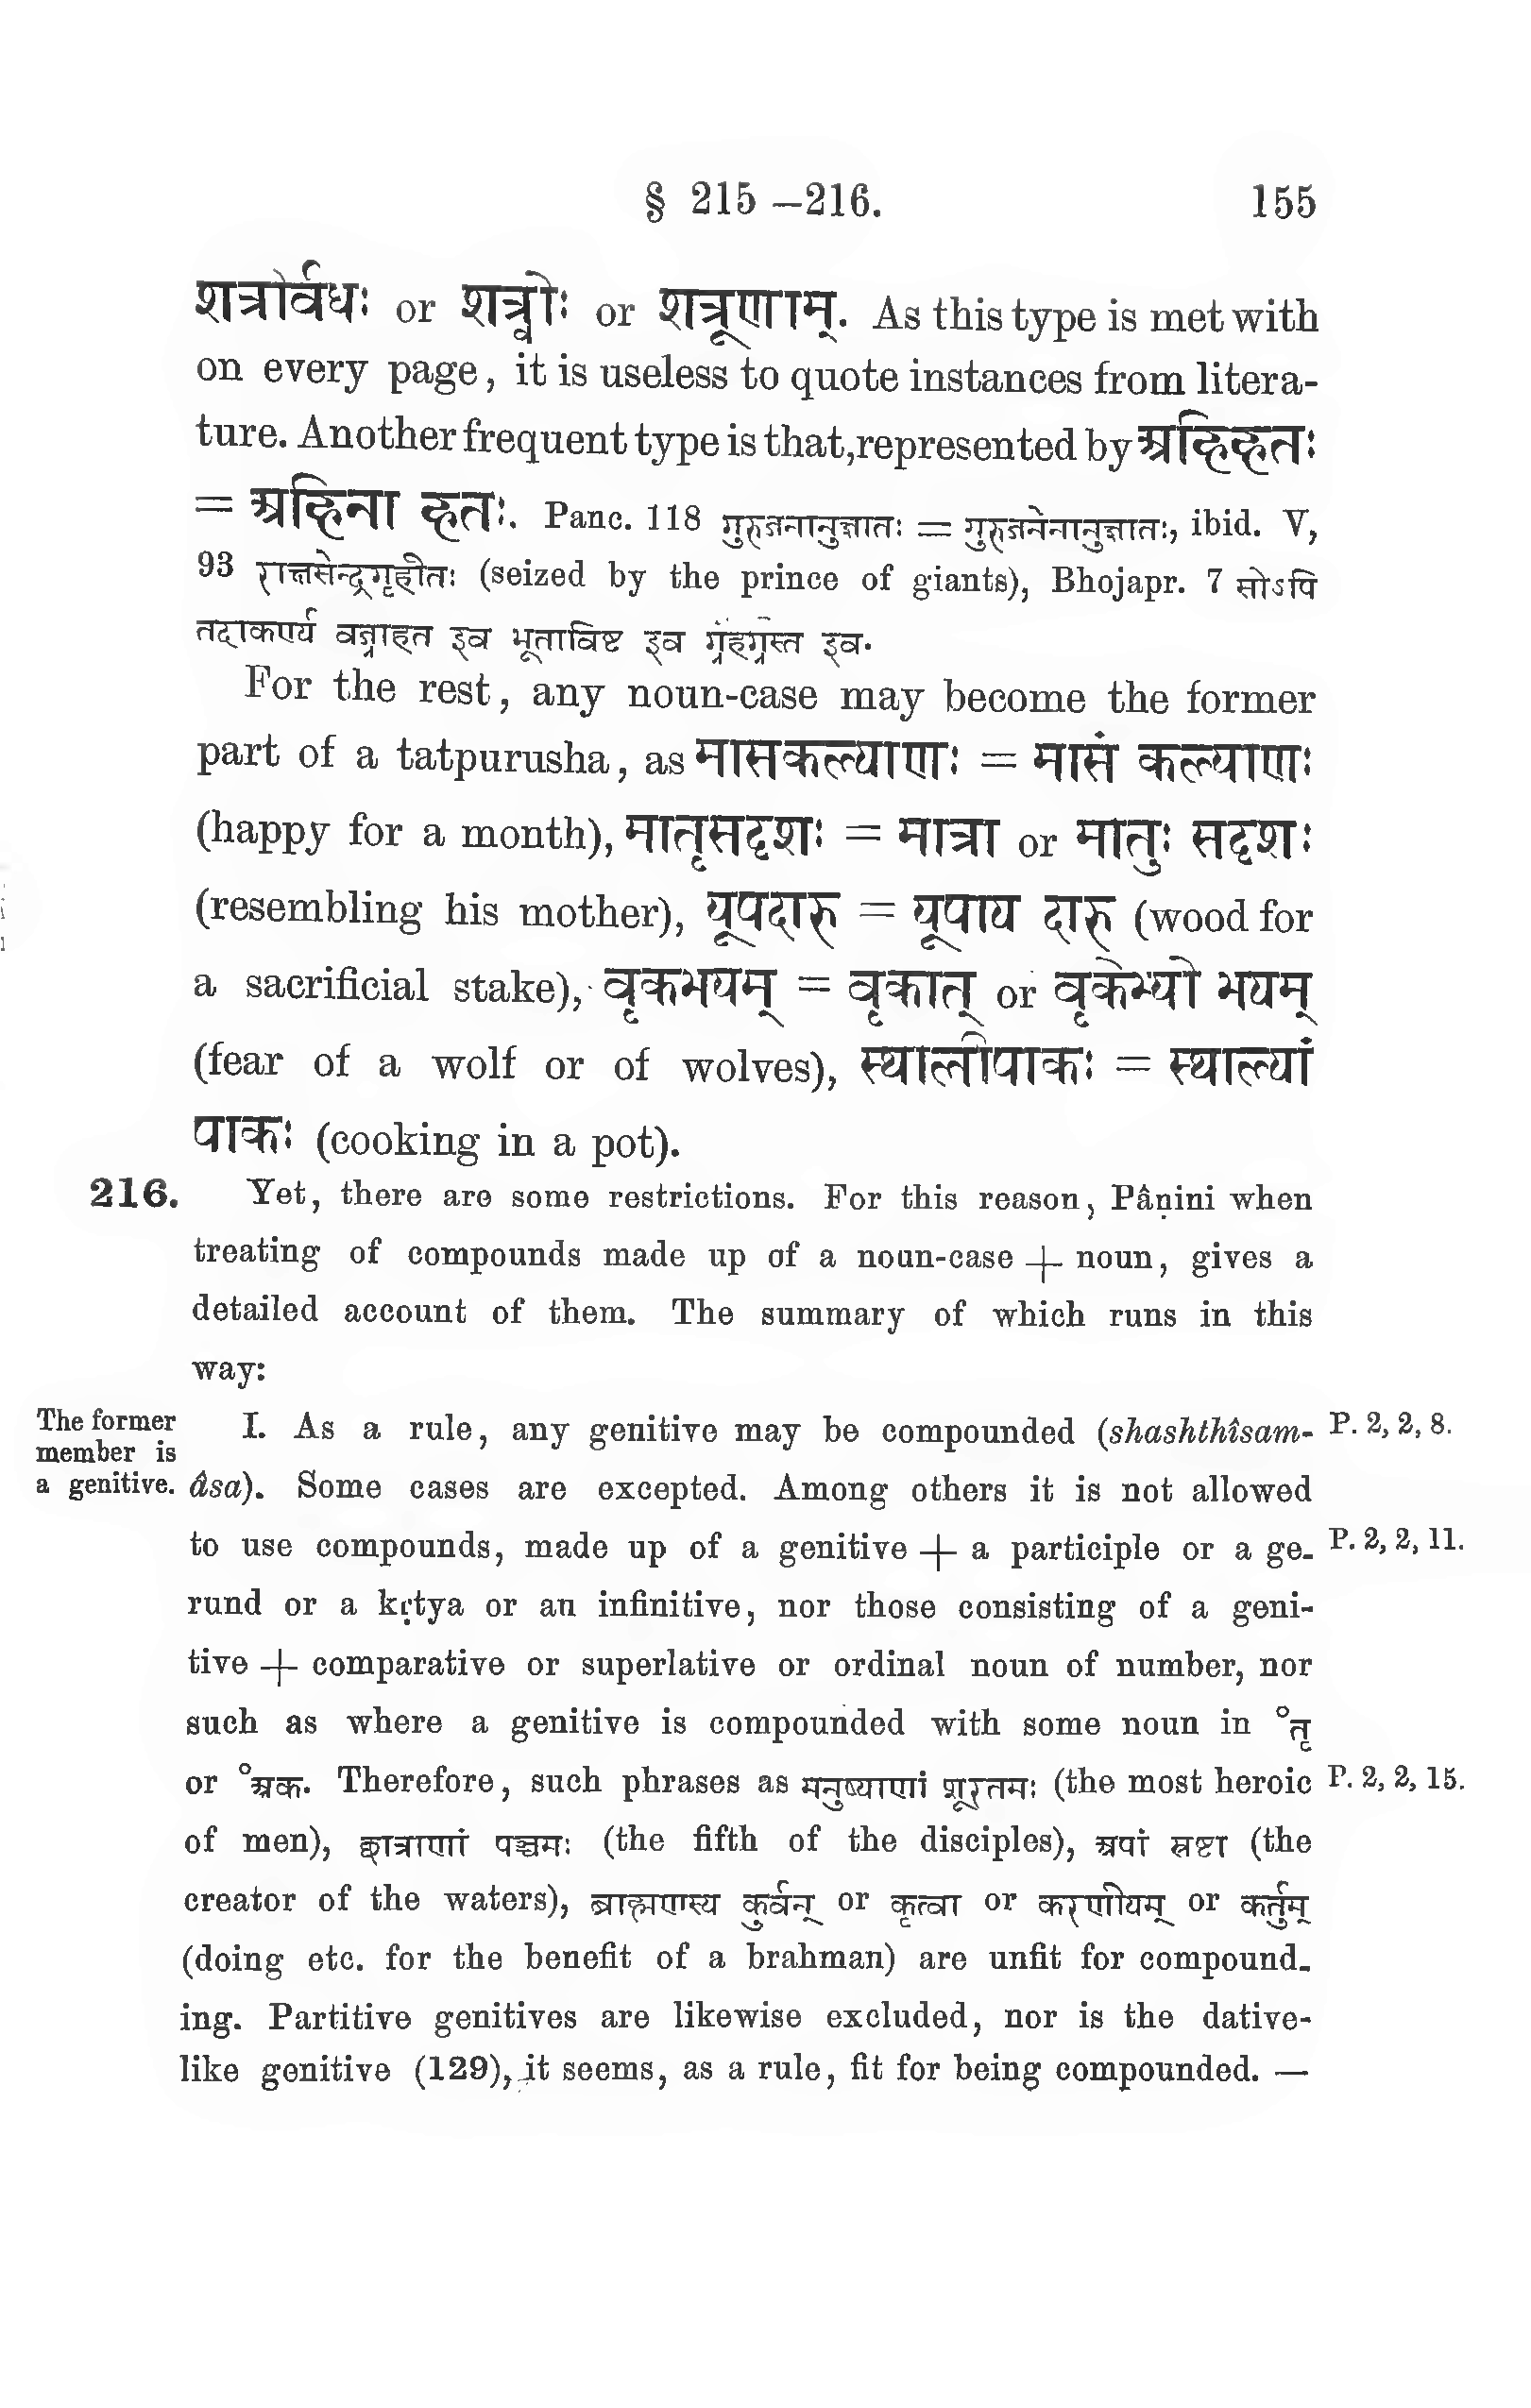 § 215 –216. 155
शत्रोर्वधः or शत्र्वोः or शत्रूणाम्. As this type is met with
on every page, it is useless to quote instances from litera-
ture. Another frequent type is that, represented by अहिहतः
= अहिना हतः. Panc. 118 गुरुजनानुज्ञातः = गुरुजनेनानुज्ञातः, ibid. V,
93 राक्षसेन्द्रगृहीतः (seized by the prince of giants), Bhojapr. 7 सोऽपि
तदाकर्ण्य वज्राहत इव भूताविष्ट इव ग्रहग्रस्त इव.
For the rest, any noun-case may become the former
part of a tatpurusha, as मासकल्याणः = मासं कल्याणः
(happy for a month), मातृसदृशः = मात्रा or मातुः सदृशः
(resembling his mother), यूपदारु = यूपाय दारु (wood for
a sacrificial stake), वृकभयम् = वृकात् or वृकेभ्यो भयम्
(fear of a wolf or of wolves), स्थालीपाकः = स्थाल्यां
पाकः (cooking in a pot).
216. Yet, there are some restrictions. For this reason, Pâṇini when
treating of compounds made up of a noun-case + noun, gives a
detailed account of them. The summary of which runs in this
way:
The former
member is
a genitive.
I. As a rule, any genitive may be compounded (shashthîsam- P. 2, 2, 8.
âsa). Some cases are excepted. Among others it is not allowed
to use compounds, made up of a genitive + a participle or a ge- P. 2, 2, 11.
rund or a kṛtya or an infinitive, nor those consisting of a geni-
tive + comparative or superlative or ordinal noun of number, nor
such as where a genitive is compounded with some noun in °तृ
or °अक. Therefore, such phrases as मनुष्याणां शूरतमः (the most heroic P. 2, 2, 15.
of men), छात्राणां पञ्चमः (the fifth of the disciples), अपां स्रष्टा (the
creator of the waters), ब्राह्मणस्य कुर्वन् or कृत्वा or करणीयम् or कर्तुम्
(doing etc. for the benefit of a brahman) are unfit for compound-
ing. Partitive genitives are likewise excluded, nor is the dative-
like genitive (129), it seems, as a rule, fit for being compounded. —